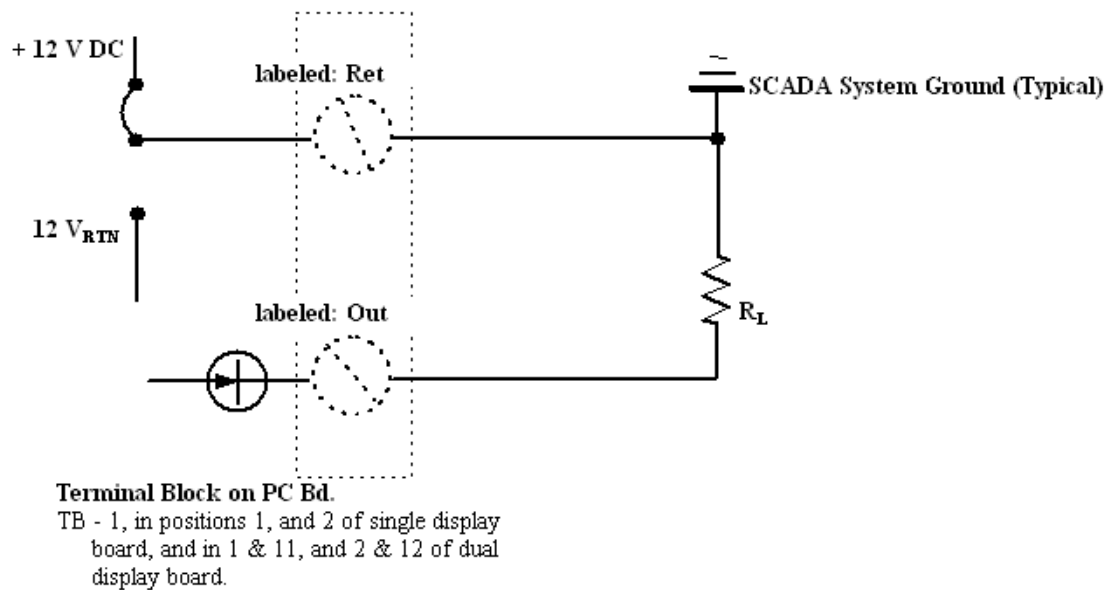 + 12 V DC
labeled: Ret
SCADA System Ground (Typical)
12 VRTN
labeled: Out
RL
Terminal Block on PC Bd.
TB - 1, in positions 1, and 2 of single display
board, and in 1 & 11, and 2 & 12 of dual
display board.